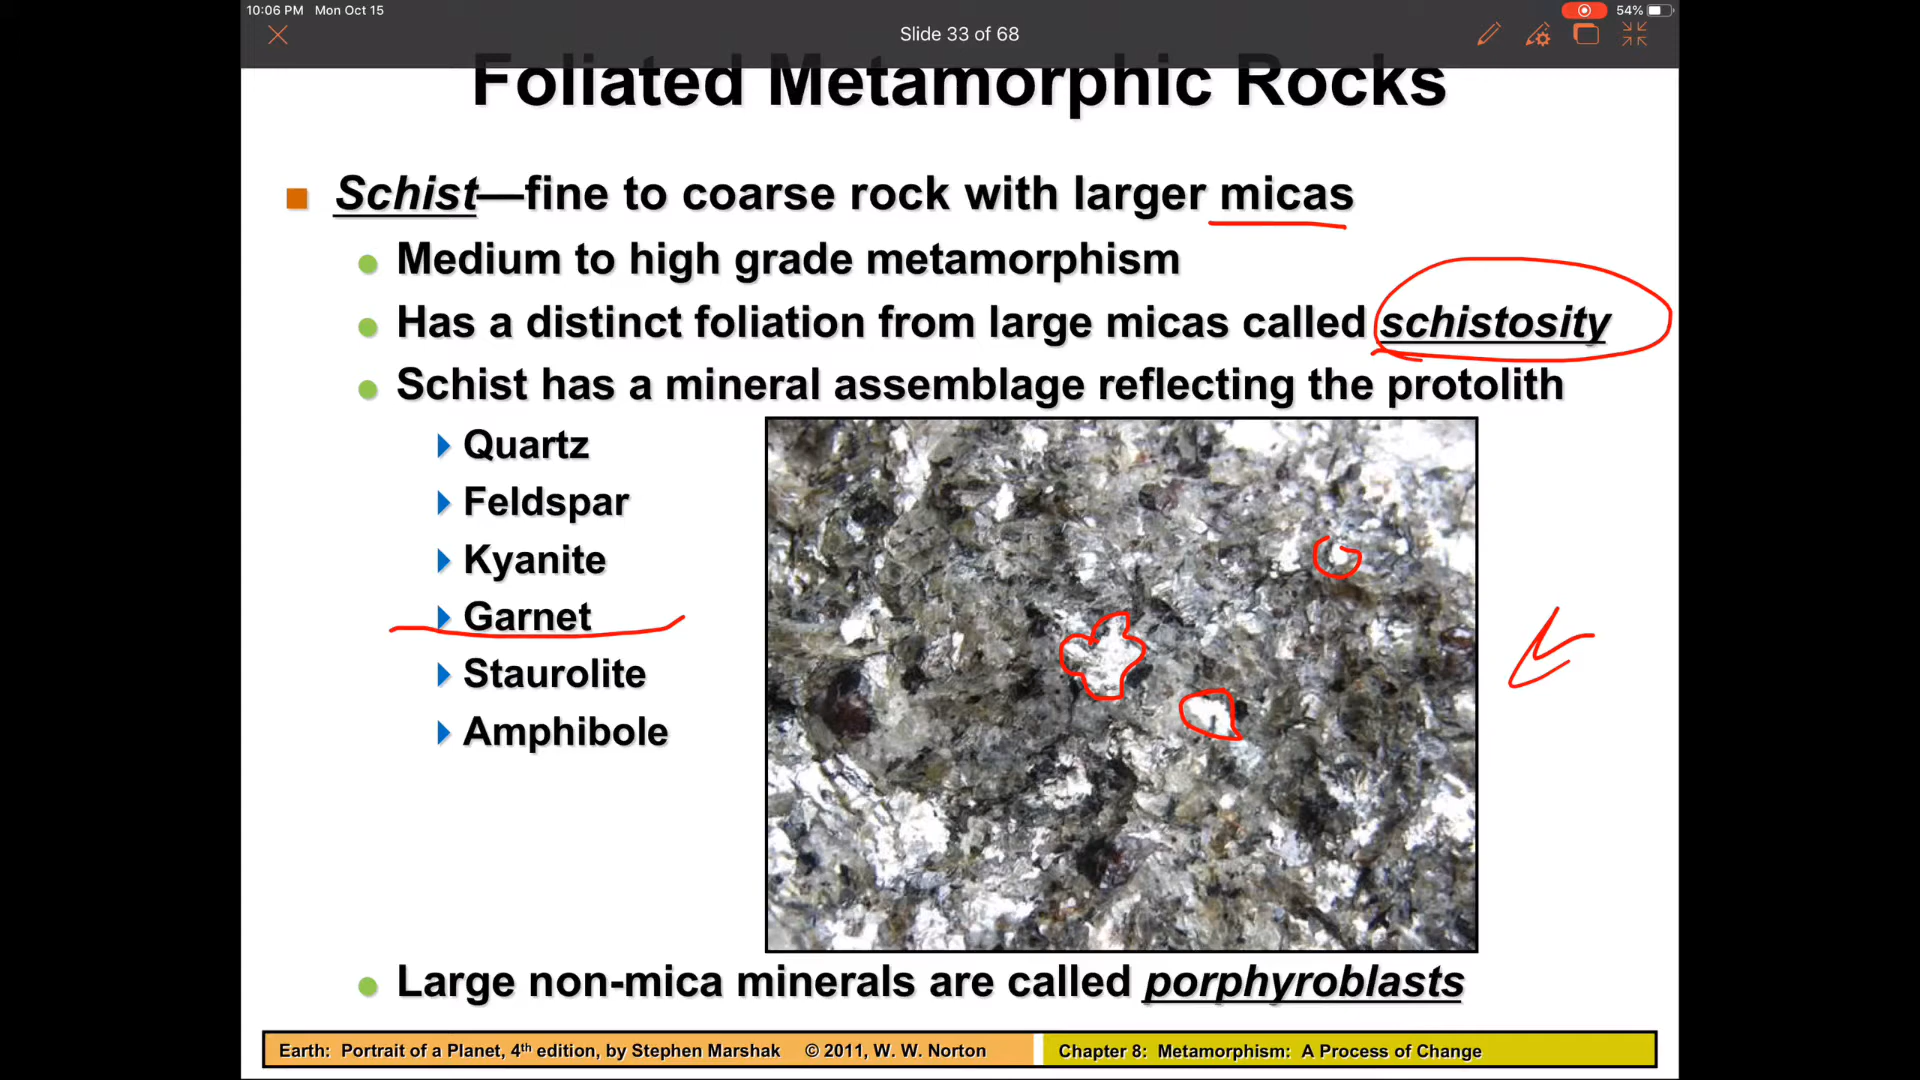 10:06 PM Mon Oct 15
54%
Slide 33 of 68
Foliated Metamorphic Rocks
Schist—fine to coarse rock with larger micas
Medium to high grade metamorphism
Has a distinct foliation from large micas called schistosity
Schist has a mineral assemblage reflecting the protolith
Quartz
Feldspar
Kyanite
Garnet
Staurolite
Amphibole
Large non-mica minerals are called porphyroblasts
Earth: Portrait of a Planet, 4th edition, by Stephen Marshak © 2011, W. W. Norton
Chapter 8: Metamorphism: A Process of Change